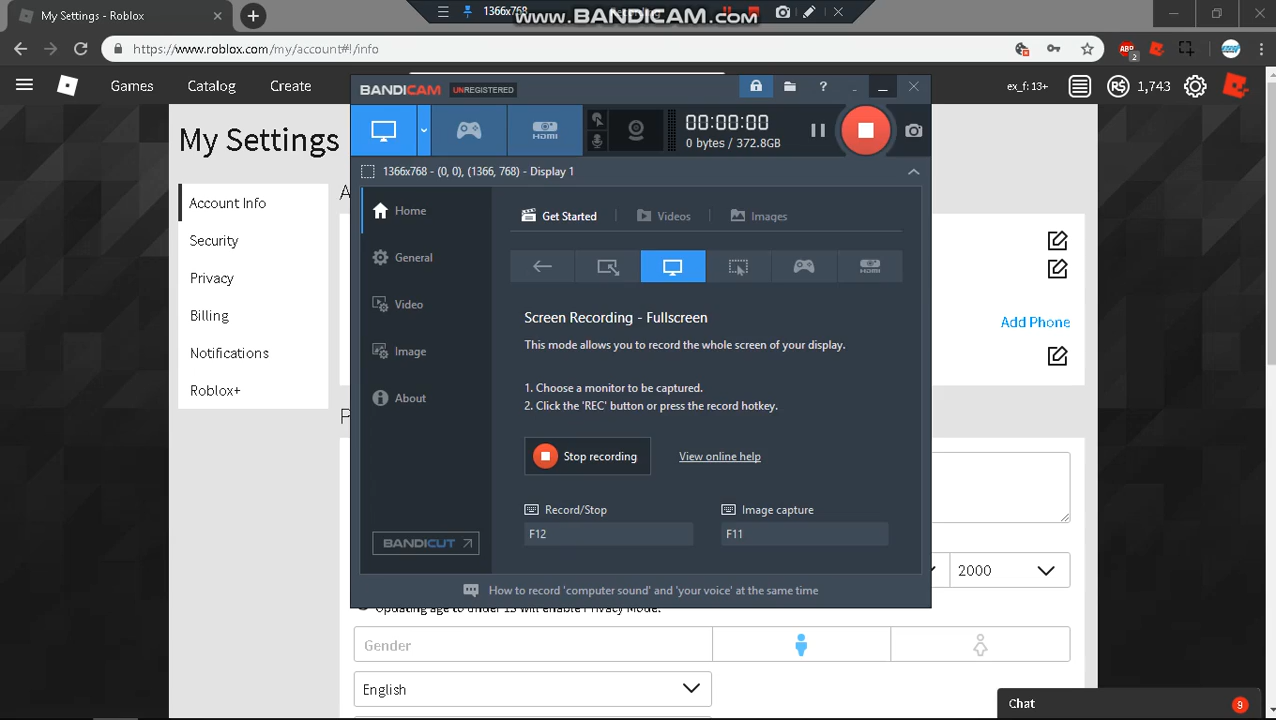 My Settings - Roblox
1366x768
www.BANDICAM.com
https://www.roblox.com/my/account#!/info
ABP
2
Games
Catalog
Create
ex_f: 13+
R$
1,743
My Settings
Account Info
Security
Privacy
Billing
Notifications
Roblox+
BANDICAM
UNREGISTERED
?
HDMI
00:00:00
0 bytes / 372.8GB
1366x768 - (0, 0), (1366, 768) - Display 1
Home
General
Video
Image
About
Get Started
Videos
Images
HDMI
Screen Recording - Fullscreen
This mode allows you to record the whole screen of your display.
1. Choose a monitor to be captured.
2. Click the 'REC' button or press the record hotkey.
Stop recording
View online help
Record/Stop
Image capture
F12
F11
BANDICUT
How to record 'computer sound' and 'your voice' at the same time
A
Add Phone
P
2000
Updating age to under 13 will enable Privacy Mode.
Gender
English
Chat
9